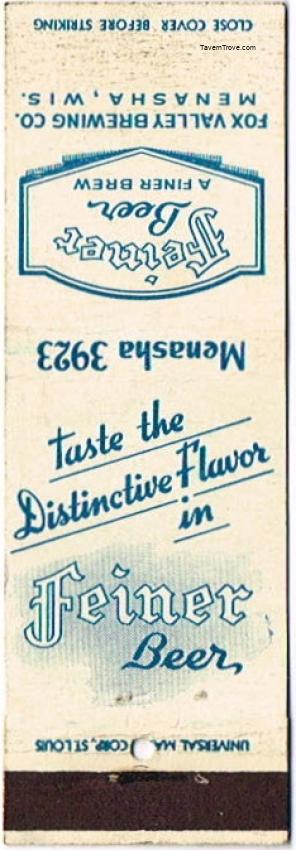 CLOSE COVER BEFORE STRIKING
TavernTrove.com
FOX VALLEY BREWING CO.
MENASHA, WIS.
Feiner
Beer
A FINER BREW
Menasha 3923
taste the
Distinctive Flavor
in
Feiner
Beer
UNIVERSAL CORP, ST. LOUIS